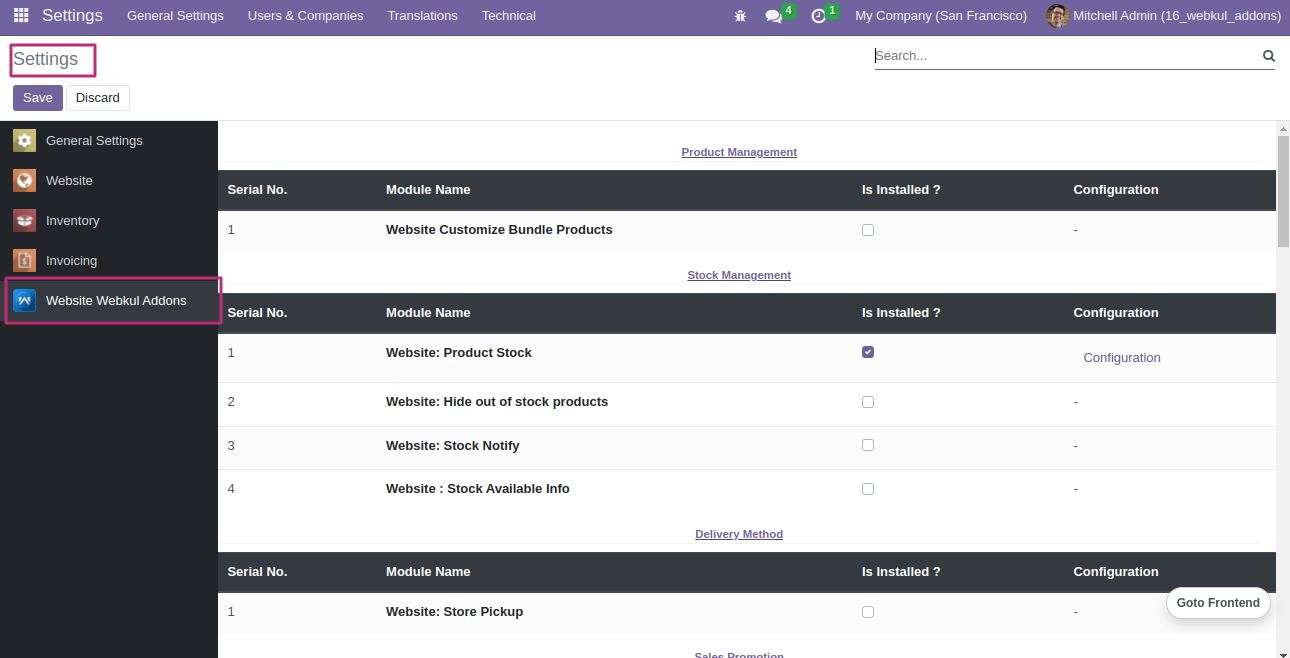 Settings General Settings Users & Companies Translations Technical 4 1 My Company (San Francisco) Mitchell Admin (16_webkul_addons)
Settings
Search...
Save Discard
General Settings
Website
Inventory
Invoicing
Website Webkul Addons
Product Management
Serial No. Module Name Is Installed ? Configuration
1 Website Customize Bundle Products -
Stock Management
Serial No. Module Name Is Installed ? Configuration
1 Website: Product Stock Configuration
2 Website: Hide out of stock products -
3 Website: Stock Notify -
4 Website : Stock Available Info -
Delivery Method
Serial No. Module Name Is Installed ? Configuration
1 Website: Store Pickup -
Goto Frontend
Sales Promotion